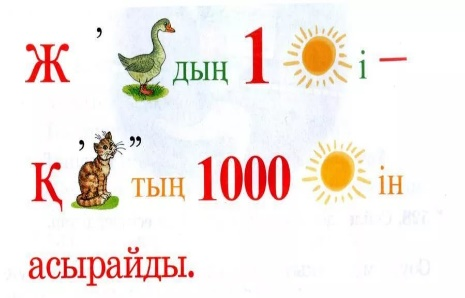 Ж ’ дың 1 і –
Қ ’ ” тың 1000 ін
асырайды.